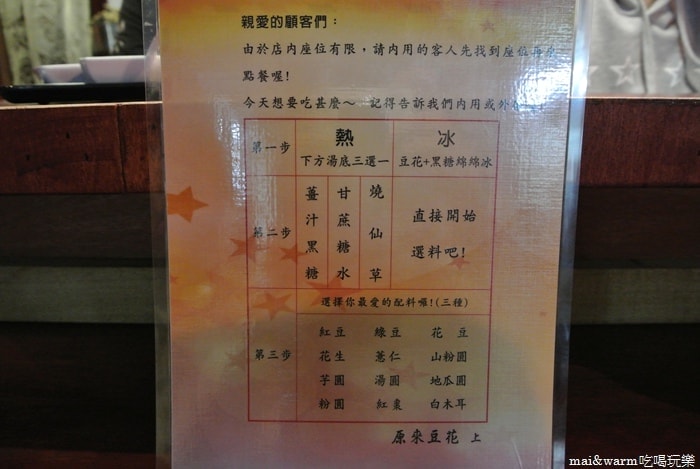 親愛的顧客們：
由於店內座位有限，請內用的客人先找到座位再來
點餐喔！
今天想要吃甚麼～ 記得告訴我們內用或外
第一步 熱 冰
下方湯底三選一 豆花+黑糖綿綿冰
第二步 薑汁黑糖 甘蔗糖水 燒仙草 直接開始
選料吧！
選擇你最愛的配料喔！(三種)
第三步
紅豆 綠豆 花豆
花生 薏仁 山粉圓
芋圓 湯圓 地瓜圓
粉圓 紅棗 白木耳
原來豆花 上
mai&warm吃喝玩樂